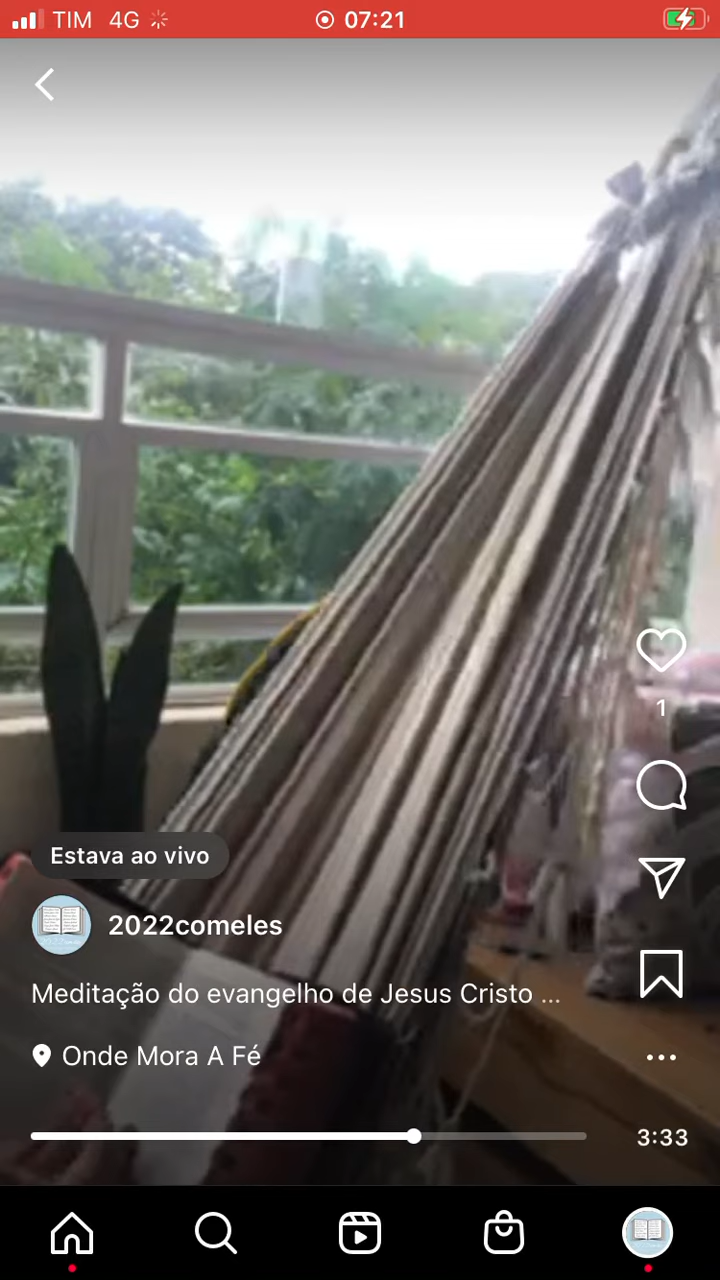 TIM 4G 07:21
1
Estava ao vivo
2022comeles
Meditação do evangelho de Jesus Cristo ...
Onde Mora A Fé
3:33